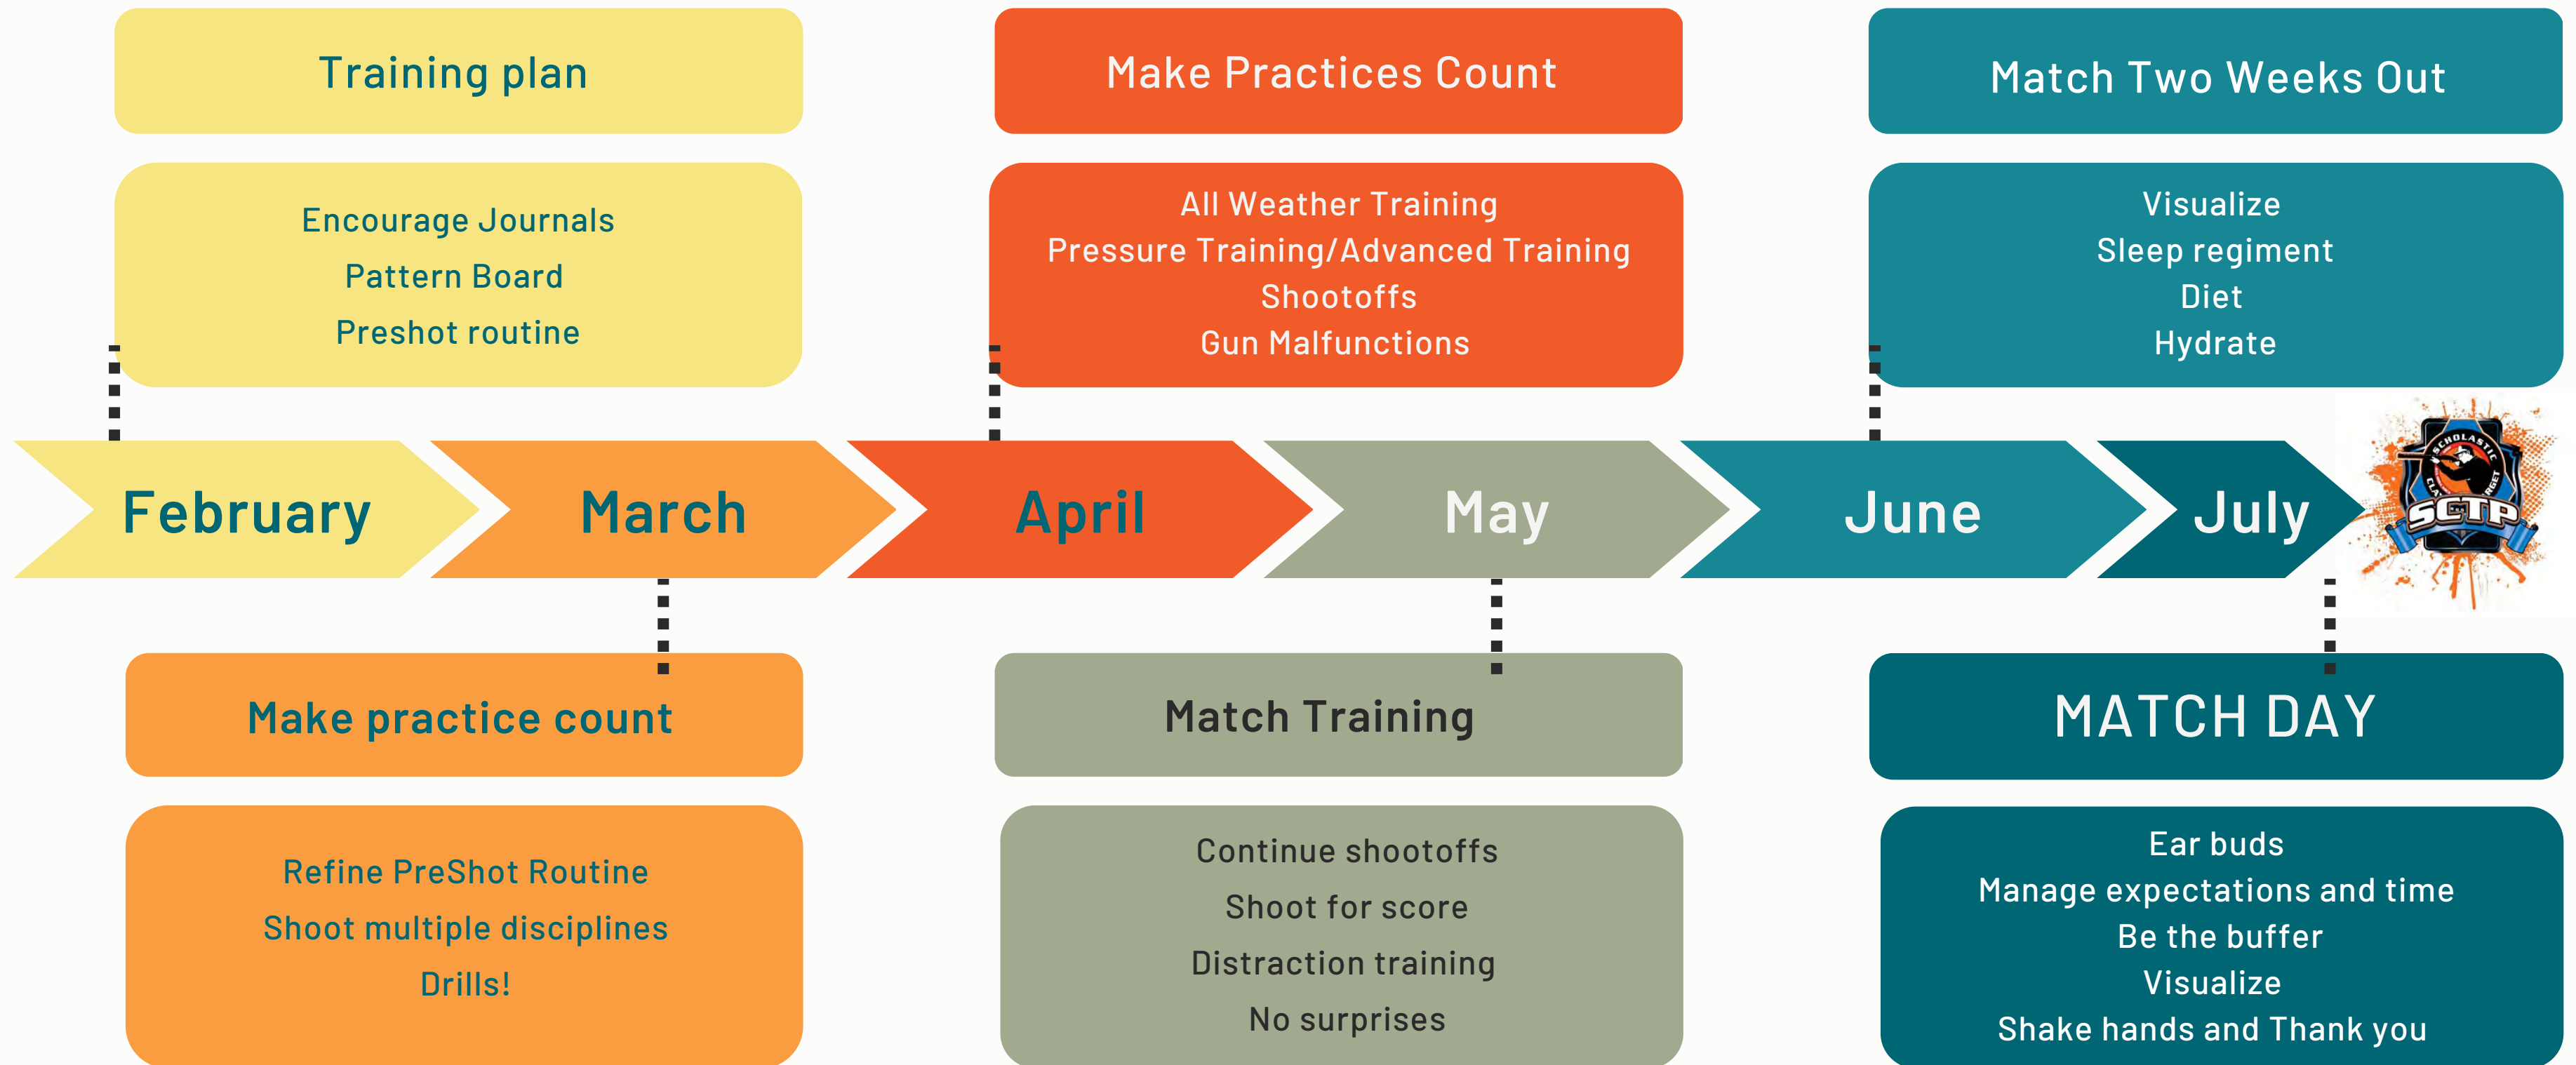 Training plan
Encourage Journals
Pattern Board
Preshot routine
Make Practices Count
All Weather Training
Pressure Training/Advanced Training
Shootoffs
Gun Malfunctions
Match Two Weeks Out
Visualize
Sleep regiment
Diet
Hydrate
February
March
April
May
June
July
SCHOLASTIC
SCTP
Make practice count
Refine PreShot Routine
Shoot multiple disciplines
Drills!
Match Training
Continue shootoffs
Shoot for score
Distraction training
No surprises
MATCH DAY
Ear buds
Manage expectations and time
Be the buffer
Visualize
Shake hands and Thank you